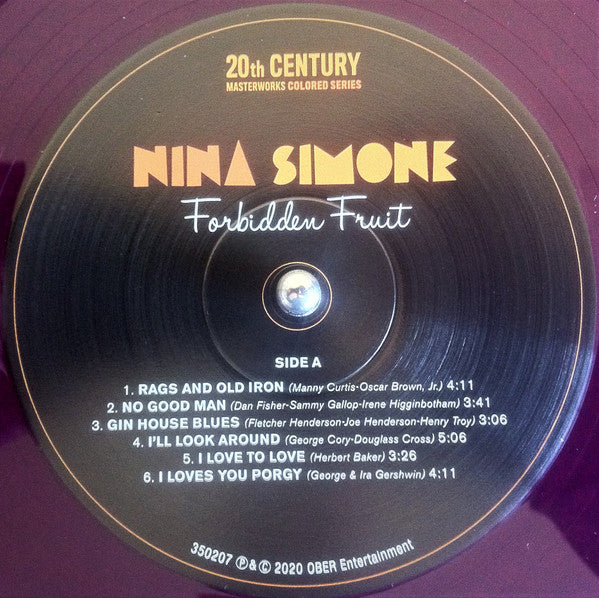 20th CENTURY
MASTERWORKS COLORED SERIES
NINA SIMONE
Forbidden Fruit
SIDE A
1. RAGS AND OLD IRON (Manny Curtis-Oscar Brown, Jr.) 4:11
2. NO GOOD MAN (Dan Fisher-Sammy Gallop-Irene Higginbotham) 3:41
3. GIN HOUSE BLUES (Fletcher Henderson-Joe Henderson-Henry Troy) 3:06
4. I'LL LOOK AROUND (George Cory-Douglass Cross) 5:06
5. I LOVE TO LOVE (Herbert Baker) 3:26
6. I LOVES YOU PORGY (George & Ira Gershwin) 4:11
350207 ℗&© 2020 OBER Entertainment